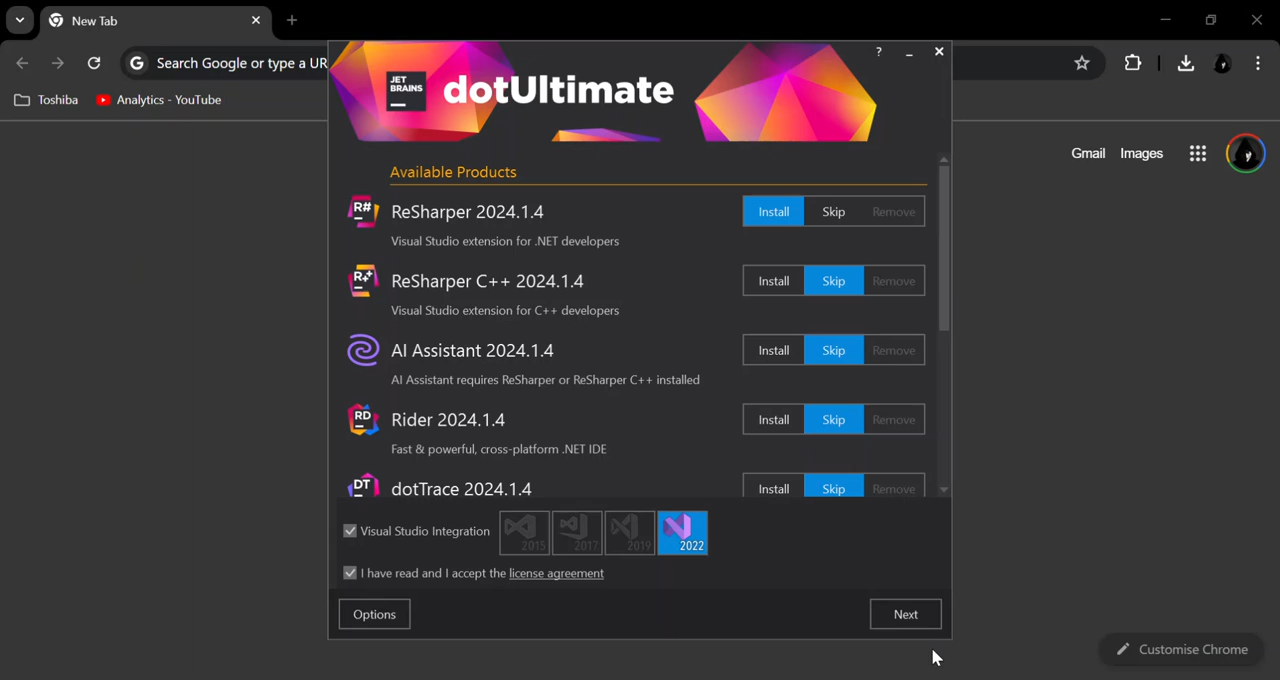 New Tab
Search Google or type a UR
Toshiba
Analytics - YouTube
Gmail Images
JET
BRAINS
dotUltimate
?
Available Products
R#
ReSharper 2024.1.4
Install Skip Remove
Visual Studio extension for .NET developers
R++
ReSharper C++ 2024.1.4
Install Skip Remove
Visual Studio extension for C++ developers
AI Assistant 2024.1.4
Install Skip Remove
AI Assistant requires ReSharper or ReSharper C++ installed
RD
Rider 2024.1.4
Install Skip Remove
Fast & powerful, cross-platform .NET IDE
DT
dotTrace 2024.1.4
Install Skip Remove
Visual Studio Integration
2015 2017 2019 2022
I have read and I accept the license agreement
Options
Next
Customise Chrome